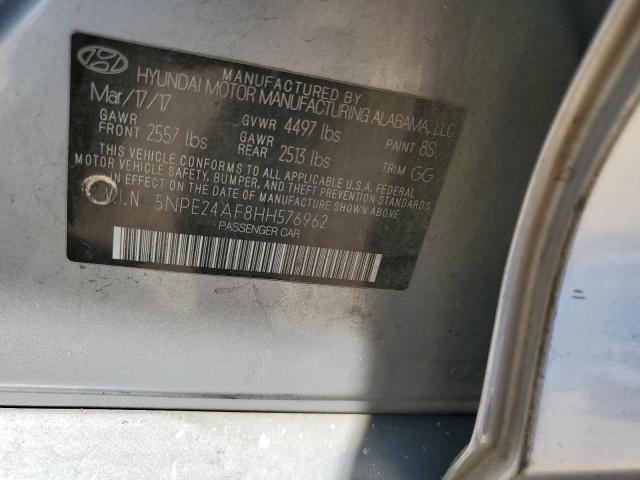 MANUFACTURED BY
HYUNDAI MOTOR MANUFACTURING ALABAMA, LLC
Mar/17/17 GVWR 4497 lbs PAINT 8S
GAWR FRONT 2557 lbs GAWR REAR 2513 lbs TRIM GG
THIS VEHICLE CONFORMS TO ALL APPLICABLE U.S.A. FEDERAL
MOTOR VEHICLE SAFETY, BUMPER, AND THEFT PREVENTION STANDARDS
IN EFFECT ON THE DATE OF MANUFACTURE SHOWN ABOVE.
V.I.N 5NPE24AF8HH576962
PASSENGER CAR